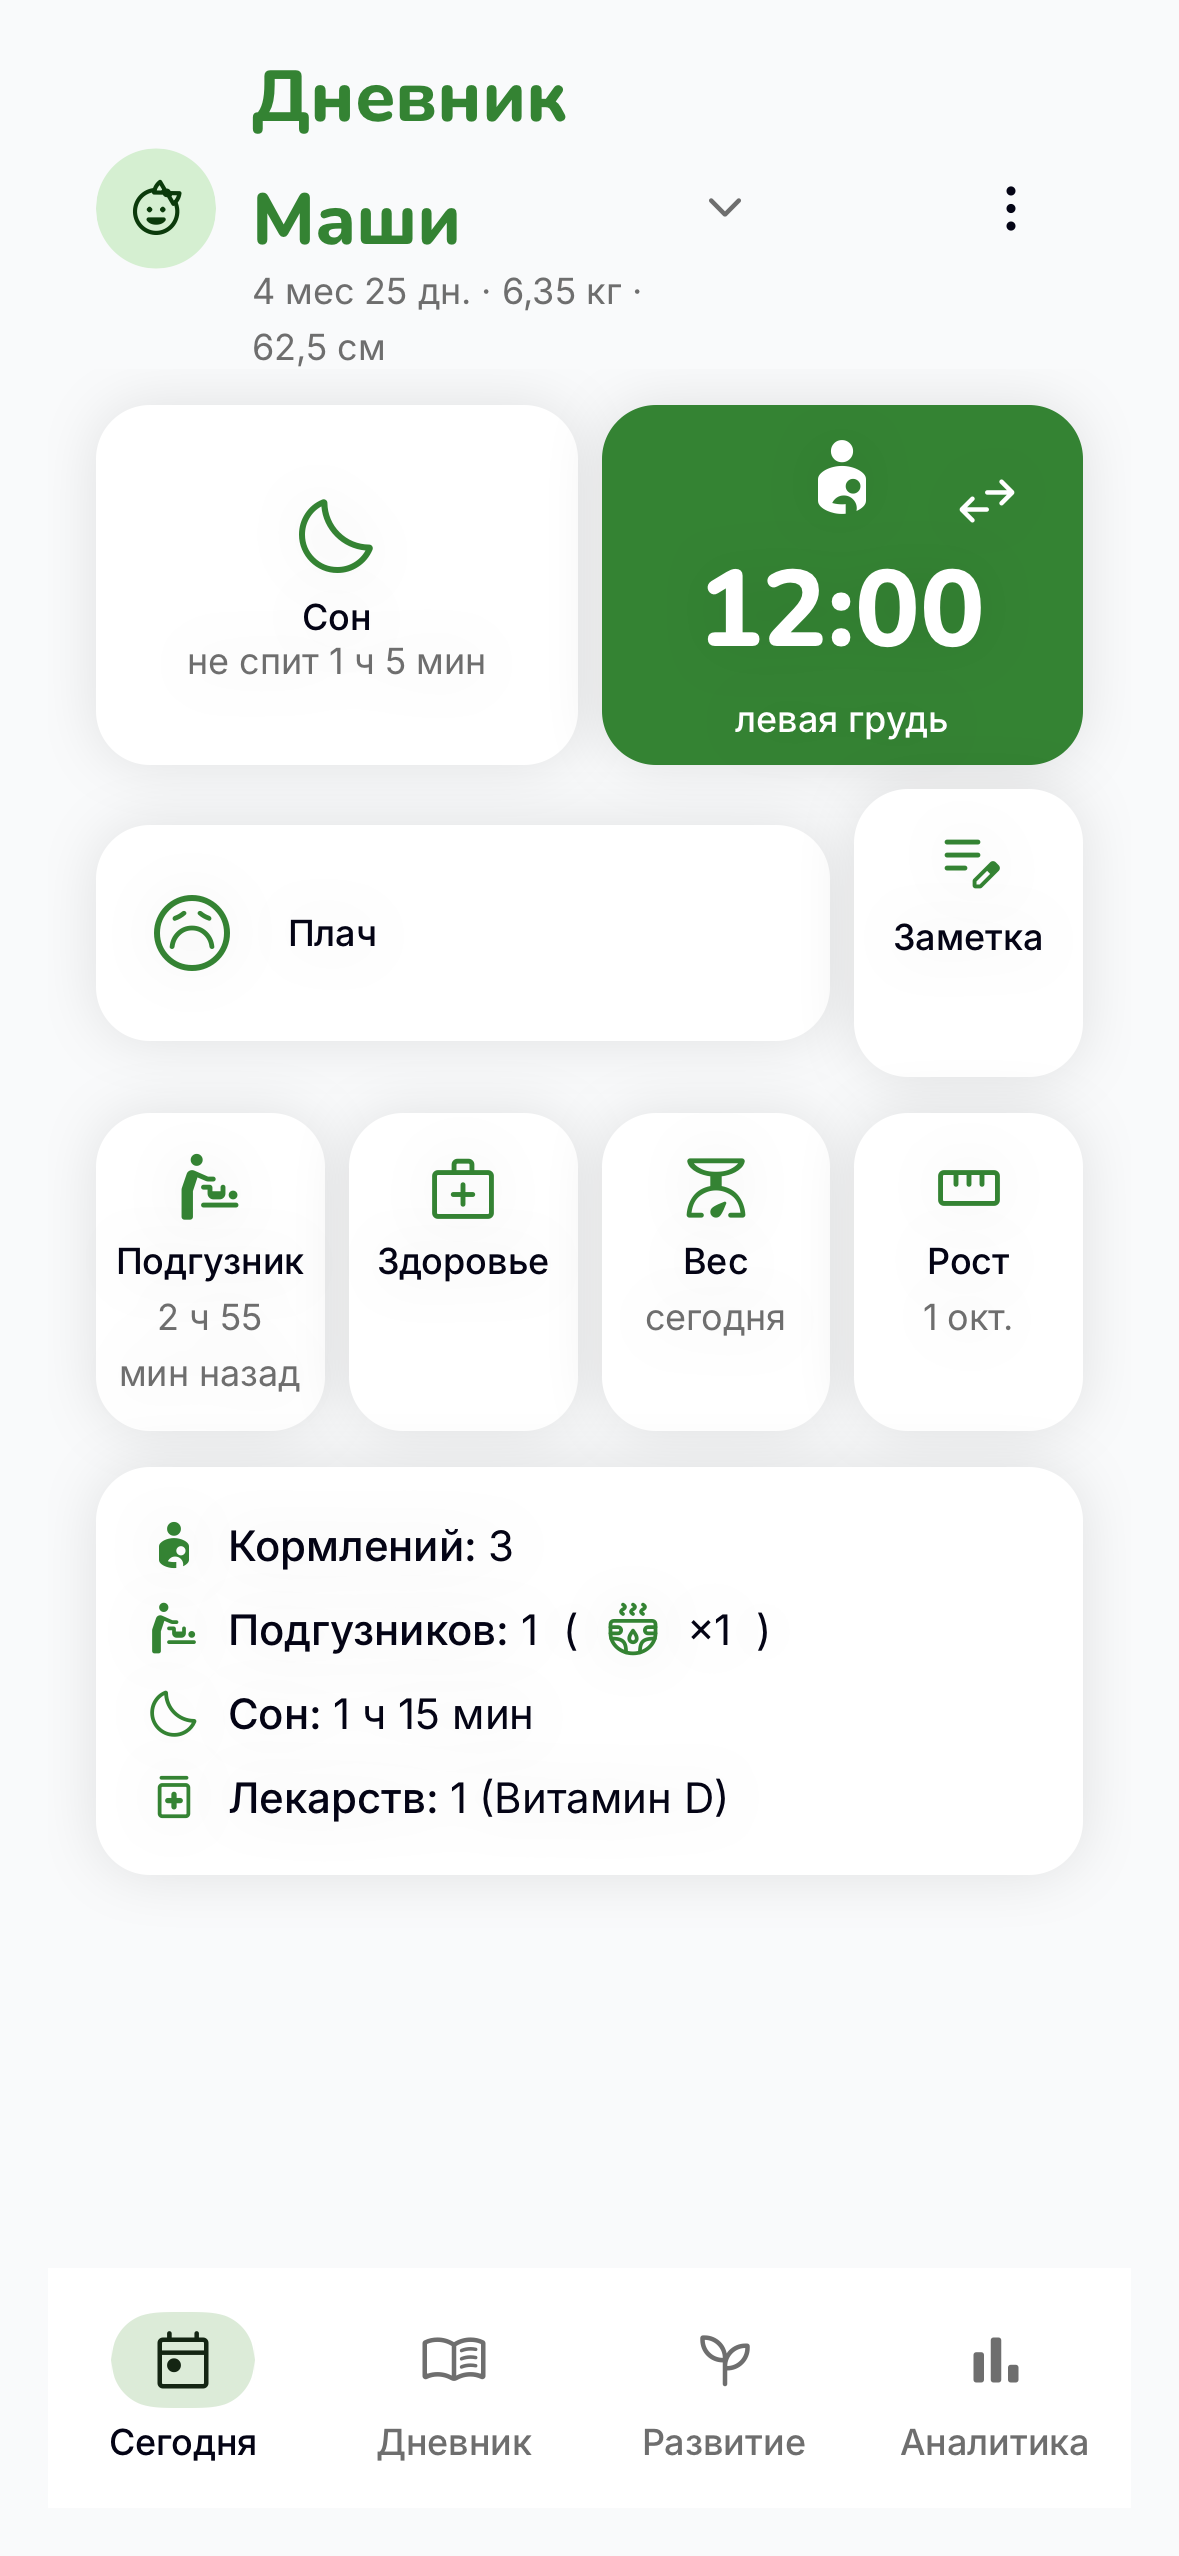 Дневник
Маши
4 мес 25 дн. · 6,35 кг ·
62,5 см
Сон
не спит 1 ч 5 мин
12:00
левая грудь
Плач
Заметка
Подгузник
2 ч 55
мин назад
Здоровье
Вес
сегодня
Рост
1 окт.
Кормлений: 3
Подгузников: 1 ( ×1 )
Сон: 1 ч 15 мин
Лекарств: 1 (Витамин D)
Сегодня
Дневник
Развитие
Аналитика